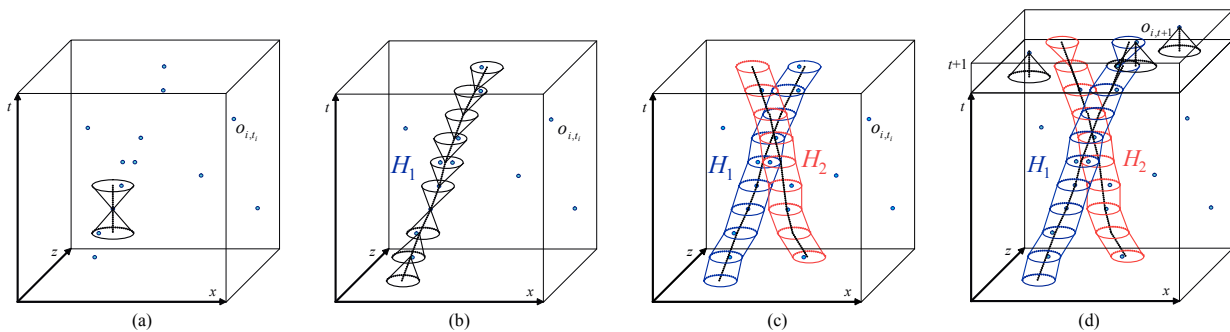 t
z
x
o_{i,t_i}
(a)
t
z
x
H_1
o_{i,t_i}
(b)
t
z
x
H_1
H_2
o_{i,t_i}
(c)
t+1
t
z
x
H_1
H_2
o_{i,t+1}
(d)